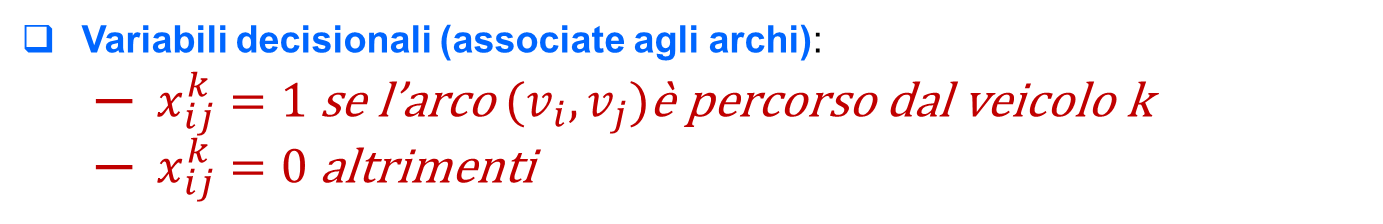 ❑ Variabili decisionali (associate agli archi):
− x_{ij}^{k} = 1 se l’arco (v_i, v_j) è percorso dal veicolo k
− x_{ij}^{k} = 0 altrimenti